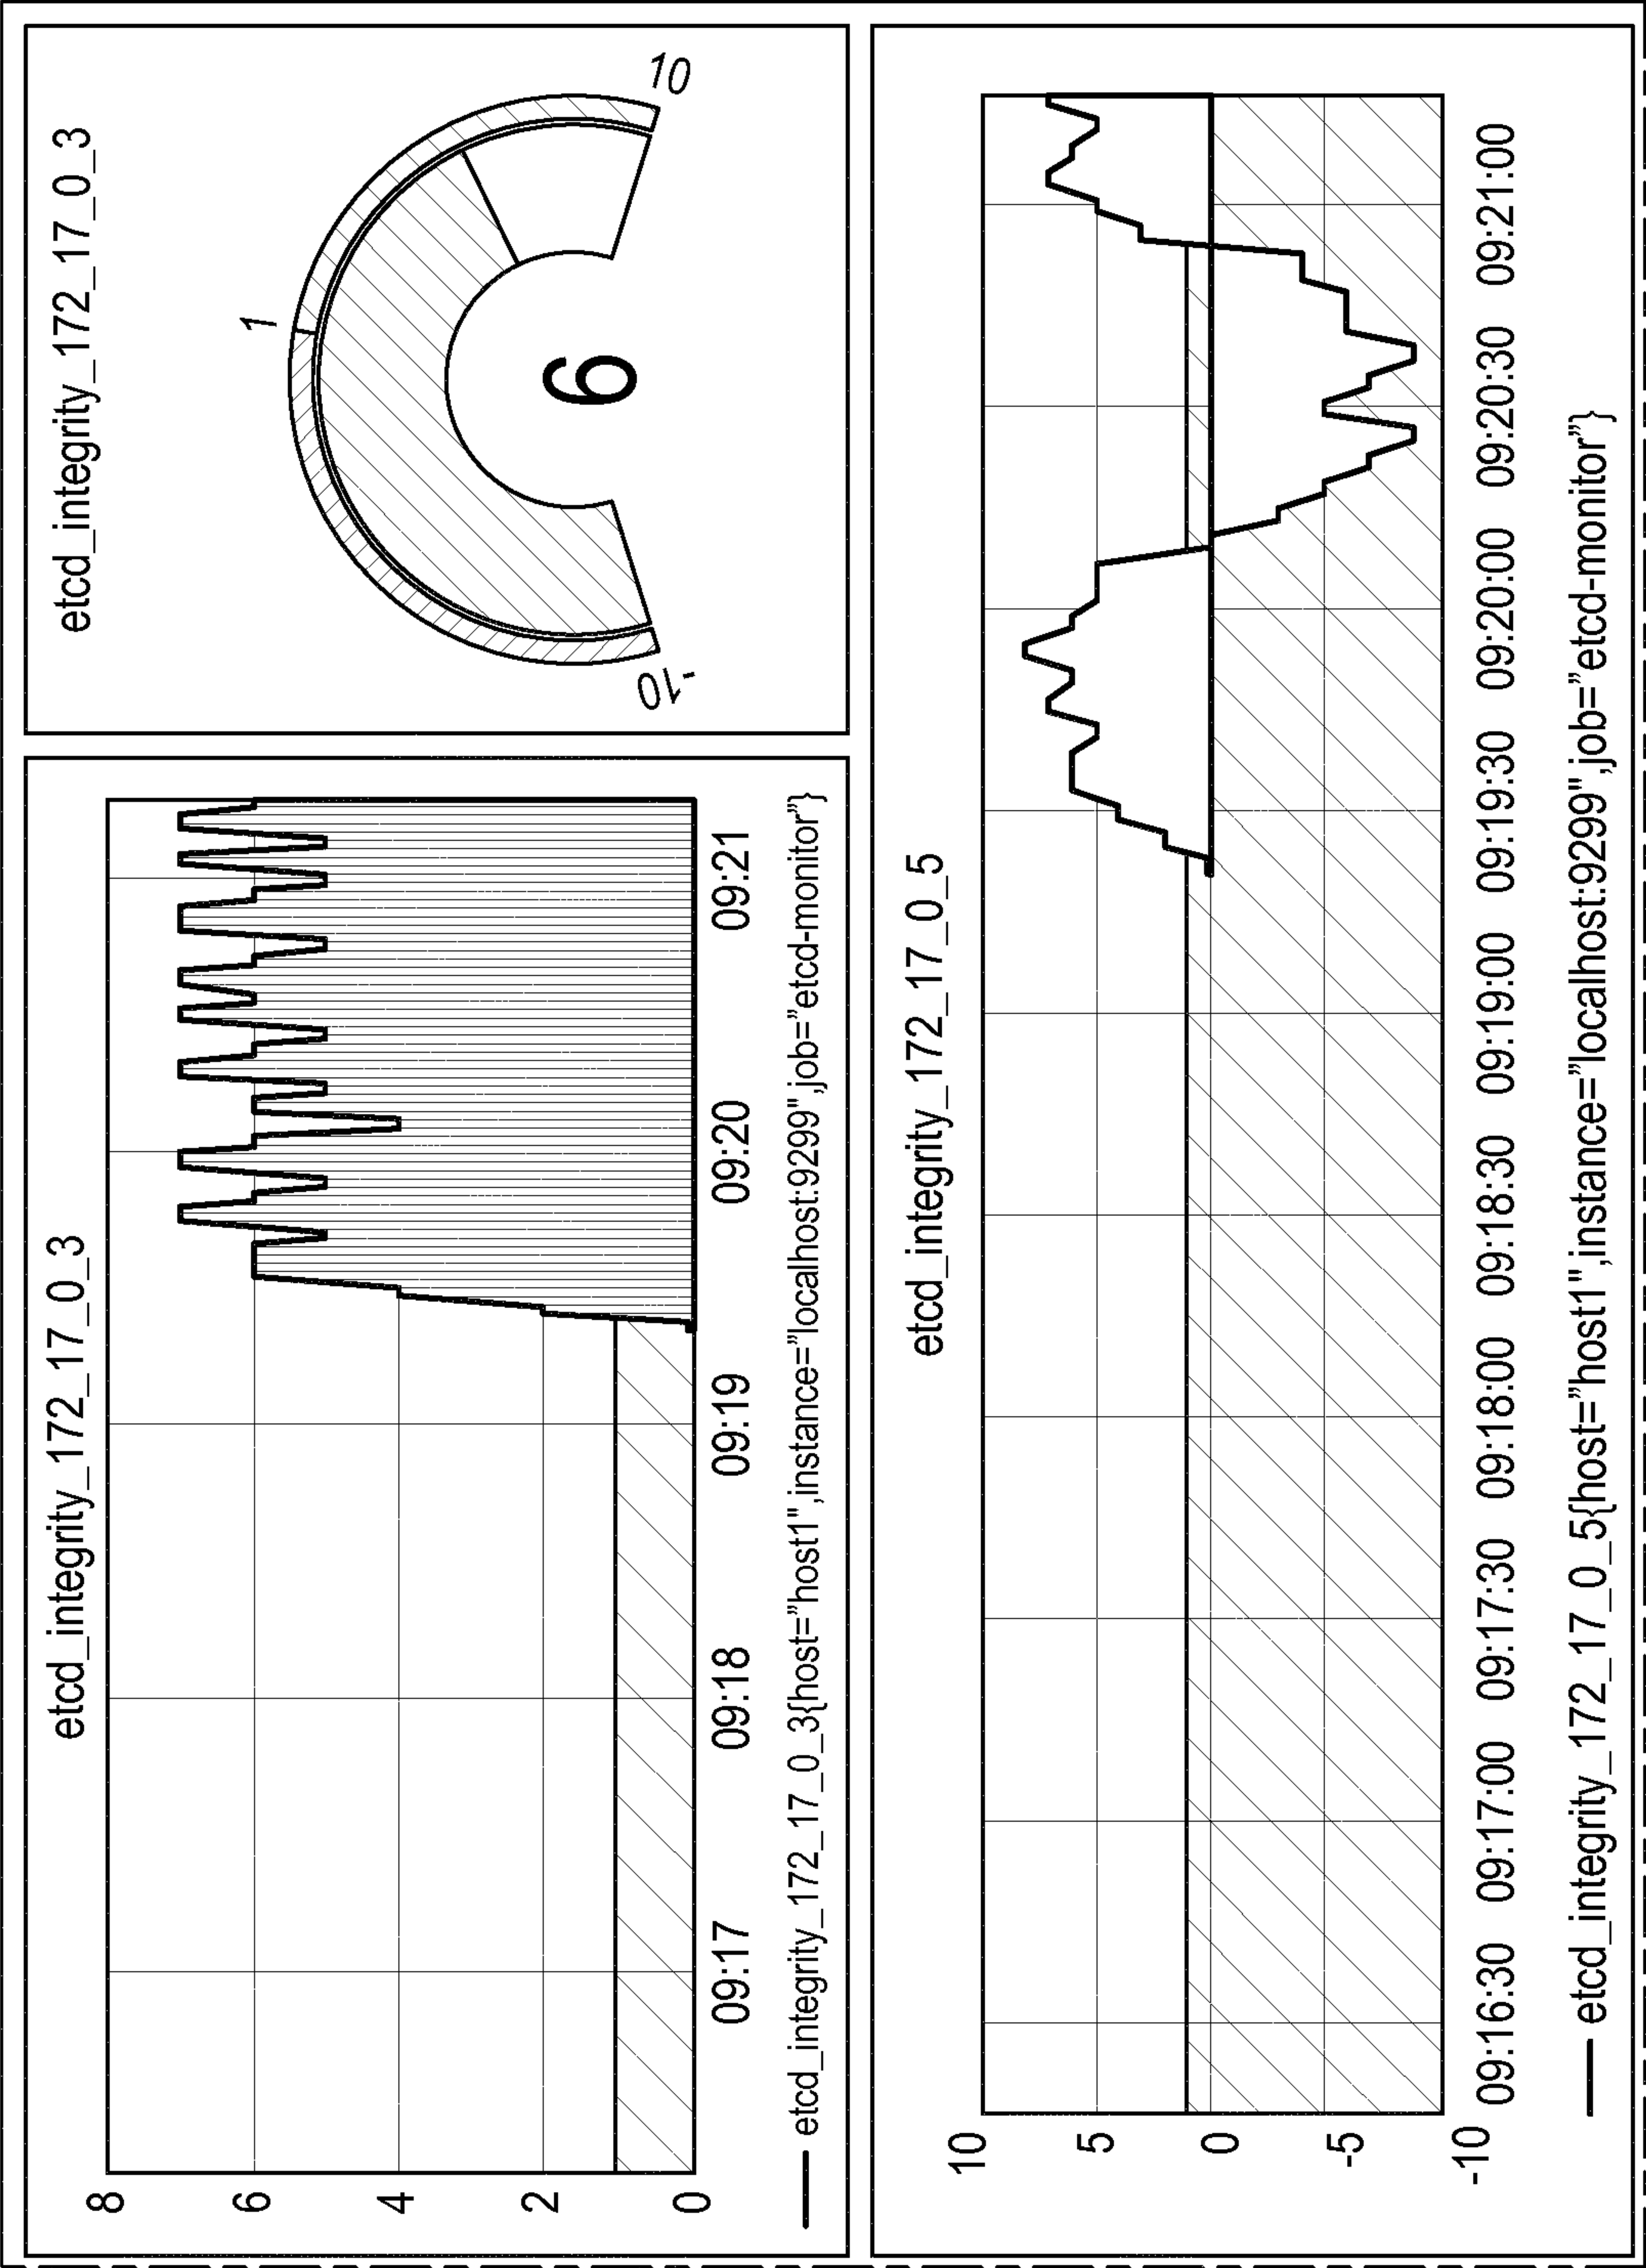 etcd_integrity_172_17_0_3
8
6
4
2
0
09:17 09:18 09:19 09:20 09:21
etcd_integrity_172_17_0_3{host=”host1",instance=”localhost:9299",job=”etcd-monitor”}
etcd_integrity_172_17_0_3
1
6
-10 10
etcd_integrity_172_17_0_5
10
5
0
-5
-10
09:16:30 09:17:00 09:17:30 09:18:00 09:18:30 09:19:00 09:19:30 09:20:00 09:20:30 09:21:00
etcd_integrity_172_17_0_5{host=”host1",instance=”localhost:9299",job=”etcd-monitor”}